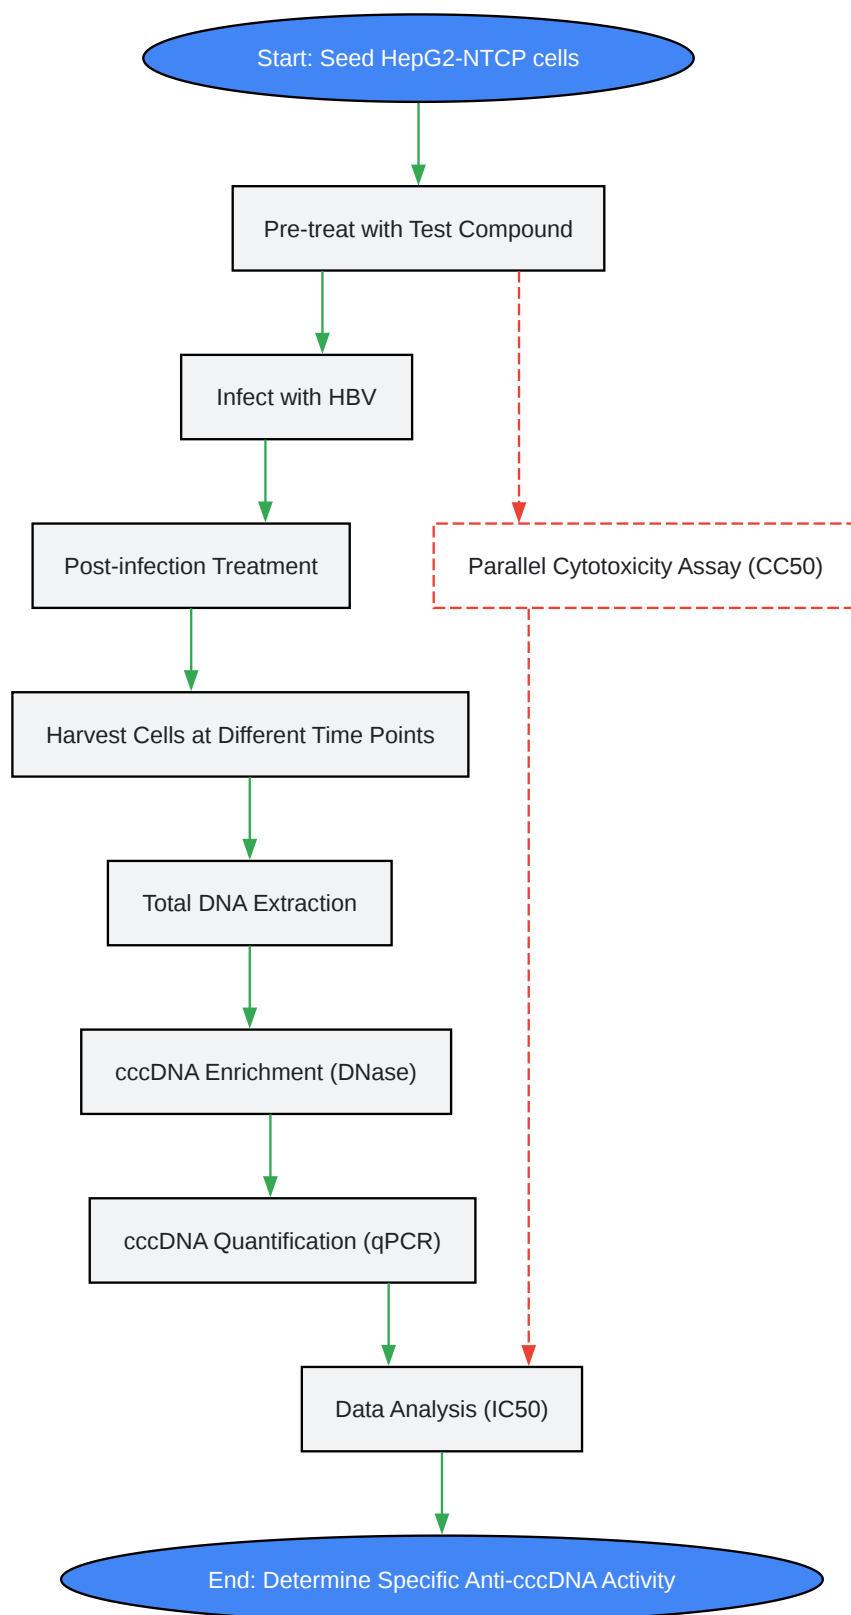 Start: Seed HepG2-NTCP cells
Pre-treat with Test Compound
Infect with HBV
Post-infection Treatment
Parallel Cytotoxicity Assay (CC50)
Harvest Cells at Different Time Points
Total DNA Extraction
cccDNA Enrichment (DNase)
cccDNA Quantification (qPCR)
Data Analysis (IC50)
End: Determine Specific Anti-cccDNA Activity